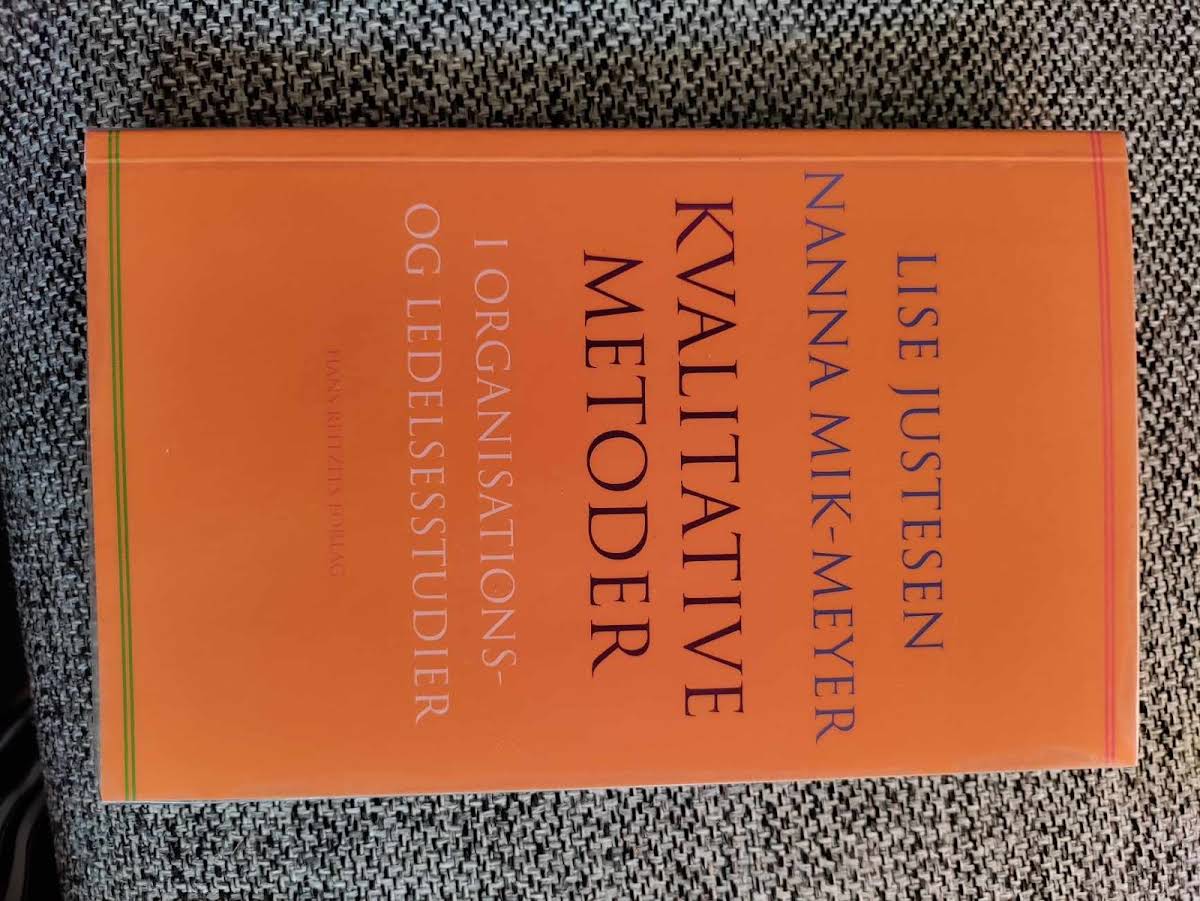 LISE JUSTESEN
NANNA MIK-MEYER
KVALITATIVE
METODER
I ORGANISATIONS-
OG LEDELSESSTUDIER
HANS REITZELS FORLAG